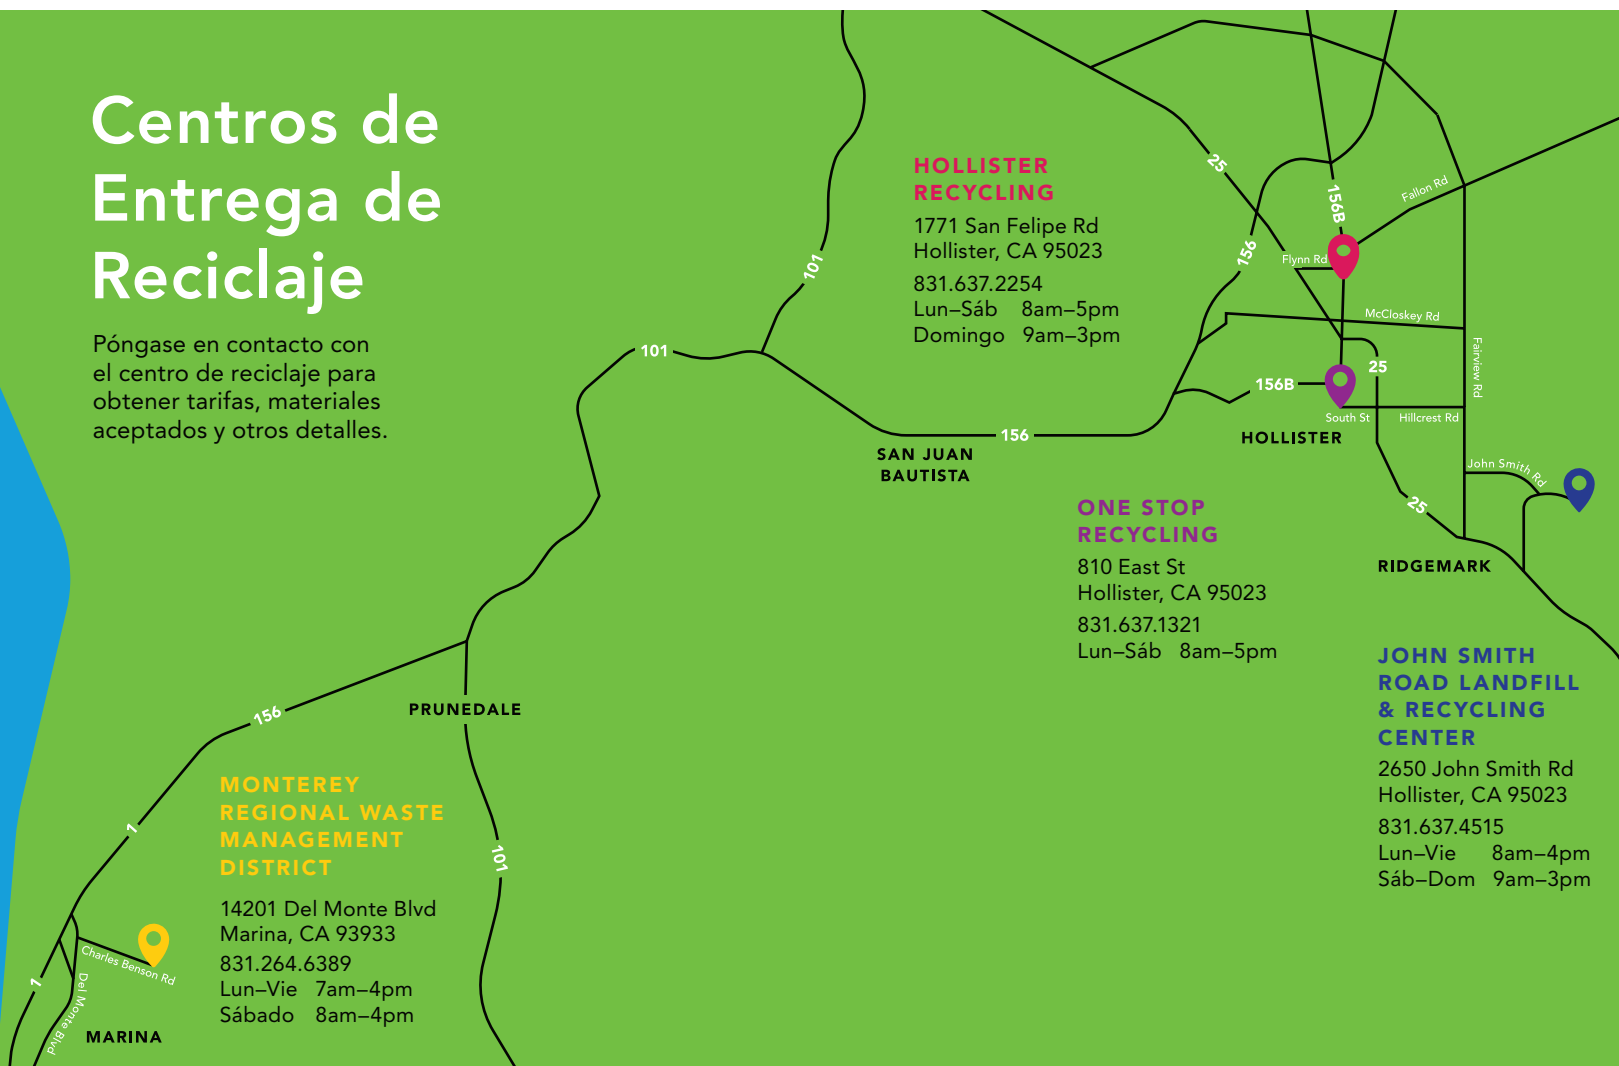 Centros de
Entrega de
Reciclaje
Póngase en contacto con
el centro de reciclaje para
obtener tarifas, materiales
aceptados y otros detalles.
HOLLISTER
RECYCLING
1771 San Felipe Rd
Hollister, CA 95023
831.637.2254
Lun–Sáb 8am–5pm
Domingo 9am–3pm
ONE STOP
RECYCLING
810 East St
Hollister, CA 95023
831.637.1321
Lun–Sáb 8am–5pm
JOHN SMITH
ROAD LANDFILL
& RECYCLING
CENTER
2650 John Smith Rd
Hollister, CA 95023
831.637.4515
Lun–Vie 8am–4pm
Sáb–Dom 9am–3pm
MONTEREY
REGIONAL WASTE
MANAGEMENT
DISTRICT
14201 Del Monte Blvd
Marina, CA 93933
831.264.6389
Lun–Vie 7am–4pm
Sábado 8am–4pm
25
156B
Fallon Rd
156
Flynn Rd
101
McCloskey Rd
Fairview Rd
101
25
156B
South St
Hillcrest Rd
156
HOLLISTER
SAN JUAN
BAUTISTA
John Smith Rd
25
RIDGEMARK
156
PRUNEDALE
1
101
Charles Benson Rd
1
Del Monte Blvd
MARINA